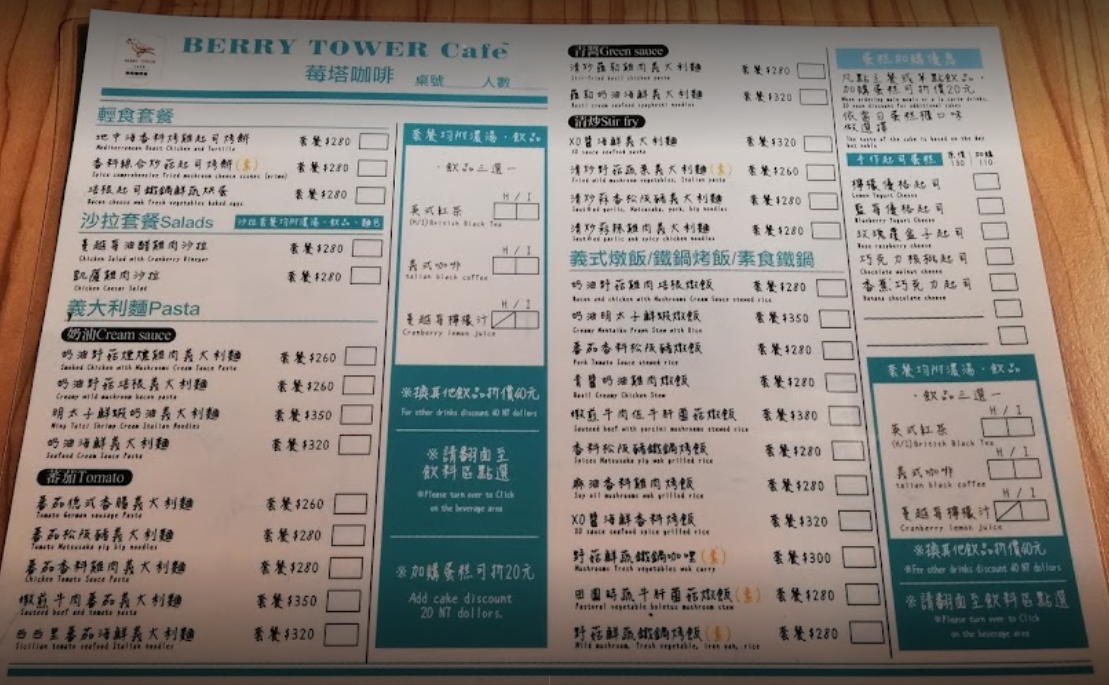 BERRY TOWER Café
莓塔咖啡 桌號 人數
輕食套餐
地中海香料烤雞起司烤餅 套餐$280
Mediterranean Roast Chicken and Tortilla
香料綜合炒菇起司烤餅(素) 套餐$280
培根起司鐵鍋鮮蔬烘蛋 套餐$280
Bacon cheese wok fresh vegetables baked eggs
沙拉套餐Salads 沙拉套餐均附濃湯、飲品、麵包
蔓越莓油醋雞肉沙拉 套餐$280
Chicken Salad with Cranberry Vinegar
凱薩雞肉沙拉 套餐$280
Chicken Caesar Salad
義大利麵Pasta
奶油Cream sauce
奶油野菇煙燻雞肉義大利麵 套餐$260
Smoked Chicken with Mushrooms Cream Sauce Pasta
奶油野菇培根義大利麵 套餐$260
Creamy wild mushroom bacon pasta
明太子鮮蝦奶油義大利麵 套餐$350
Ming Taizi Shrimp Cream Italian Noodles
奶油海鮮義大利麵 套餐$320
Seafood Cream Sauce Pasta
蕃茄Tomato
蕃茄德式香腸義大利麵 套餐$260
Tomato German sausage Pasta
蕃茄松阪豬義大利麵 套餐$280
Tomato Matsusaka pig big noodles
蕃茄香料雞肉義大利麵 套餐$280
Chicken Tomato Sauce Pasta
嫩煎牛肉蕃茄義大利麵 套餐$350
Sauteed beef and tomato pasta
西西里蕃茄海鮮義大利麵 套餐$320
Sicilian tomato seafood Italian noodles
套餐均附濃湯、飲品
·飲品三選一
H / I
英式紅茶
(H/I)British Black Tea
H / I
義式咖啡
talian black coffee
H / I
蔓越莓檸檬汁
Cranberry lemon juice
※換其他飲品折價40元
For other drinks discount 40 NT dollars
※請翻面至
飲料區點選
※Please turn over to Click
on the beverage area
※加購蛋糕可折20元
Add cake discount
20 NT dollors.
青醬Green sauce
清炒羅勒雞肉義大利麵 套餐$280
Stir-fried basil chicken pasta
羅勒奶油海鮮義大利麵 套餐$320
Basil cream seafood spaghetti noodles
清炒Stir fry
XO醬海鮮義大利麵 套餐$320
XO sauce seafood pasta
清炒野菇蔬菜義大利麵(素) 套餐$260
Fried wild mushroom vegetables, Italian pasta
清炒蒜香松阪豬義大利麵 套餐$280
Sautéed garlic, Matsusaka, pork, big noodles
清炒蒜辣雞肉義大利麵 套餐$280
Sautéed garlic and spicy chicken noodles
義式燉飯/鐵鍋烤飯/素食鐵鍋
奶油野菇雞肉培根燉飯 套餐$280
Bacon and chicken with Mushrooms Cream Sauce stewed rice
奶油明太子鮮蝦燉飯 套餐$350
Creamy Mentaiko Prawn Stew with Rice
蕃茄香料松阪豬燉飯 套餐$280
Pork Tomato Sauce stewed rice
青醬奶油雞肉燉飯 套餐$280
Basil Creamy Chicken Stew
嫩煎牛肉佐牛肝菌菇燉飯 套餐$380
Sauteed beef with porcini mushrooms stewed rice
香料松阪豬鐵鍋烤飯 套餐$280
Spices Matsusaka pig wok grilled rice
麻油香料雞肉烤飯 套餐$280
Soy oil mushrooms wok grilled rice
XO醬海鮮香料烤飯 套餐$320
XO sauce seafood spice grilled rice
野菇鮮蔬鐵鍋咖哩(素) 套餐$300
Mushrooms Fresh vegetables wok curry
田園時蔬牛肝菌菇燉飯(素) 套餐$280
Pastoral vegetable boletus mushroom stew.
野菇鮮蔬鐵鍋烤飯(素) 套餐$280
Wild mushroom, fresh vegetable, iron pan, rice
蛋糕加購優惠
凡點主餐或單點飲品,
加購蛋糕可折價20元
依當日蛋糕櫃口味
做選擇
The taste of the cake is based on the day
手作起司蛋糕 原價130 加購110
檸檬優格起司
Lemon Yogurt Cheese
藍莓優格起司
Blueberry Yogurt Cheese
玫瑰覆盆子起司
Rose raspberry cheese
巧克力核桃起司
Chocolate walnut cheese
香蕉巧克力起司
Banana chocolate cheese
套餐均附濃湯、飲品
·飲品三選一
H / I
英式紅茶
(H/I)British Black Tea
H / I
義式咖啡
talian black coffee
H / I
蔓越莓檸檬汁
Cranberry lemon juice
※換其他飲品折價40元
※For other drinks discount 40 NT dollars
※請翻面至飲料區點選
※Please turn over to Click
on the beverage area